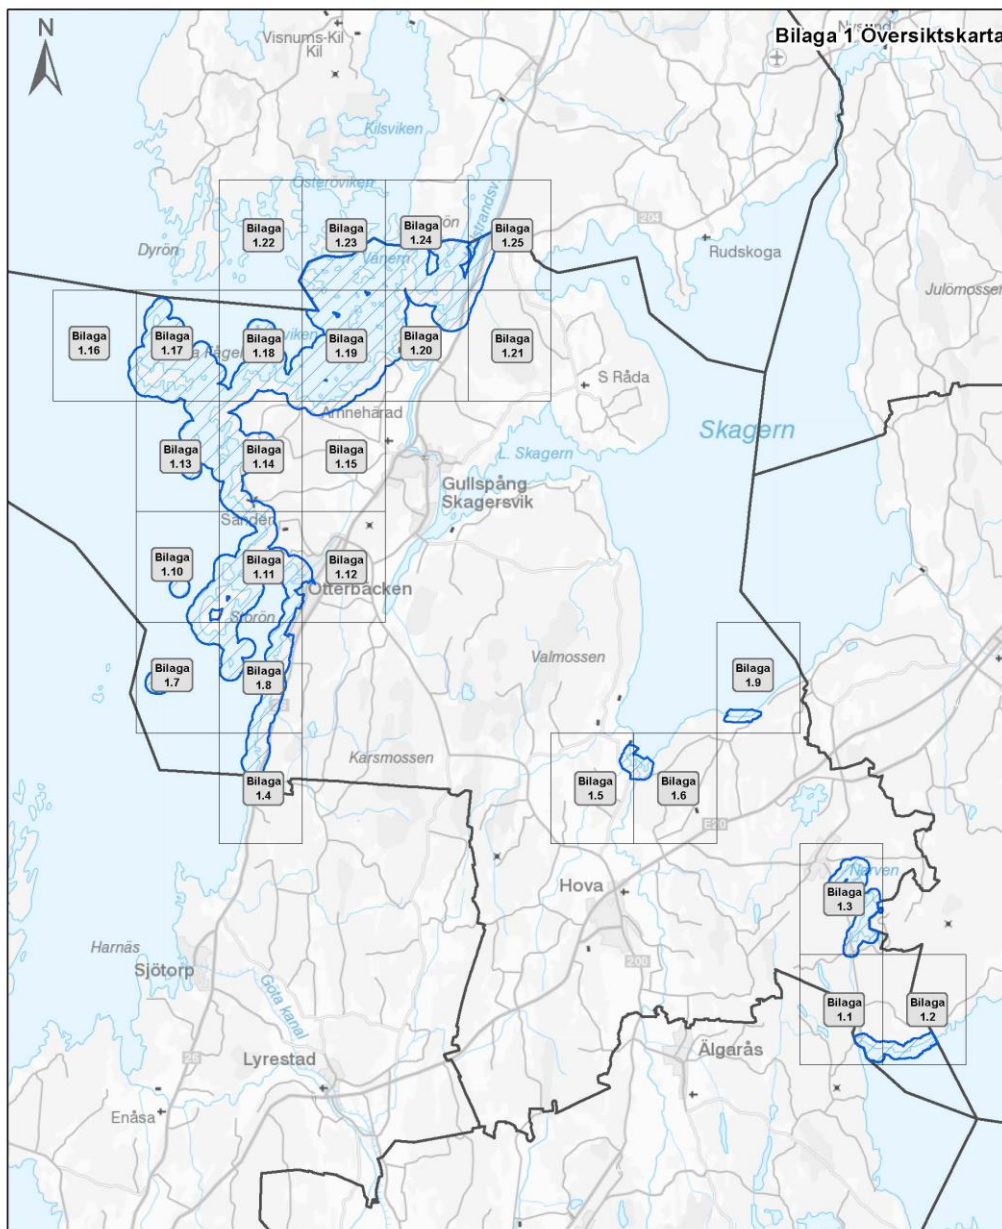 N
Bilaga 1 Översiktskarta
Visnums-Kil
Kil
Kilsviken
Österöviken
204
Rudskoga
Dyrön
Bilaga
1.22
Bilaga
1.23
Bilaga
1.24
Bilaga
1.25
Vänern
Julömossen
Bilaga
1.16
Bilaga
1.17
Bilaga
1.18
Bilaga
1.19
Bilaga
1.20
Bilaga
1.21
S Råda
Amnehärad
Skagern
Bilaga
1.13
Bilaga
1.14
Bilaga
1.15
L. Skagern
Gullspång
Skagersvik
Bilaga
1.10
Bilaga
1.11
Bilaga
1.12
Otterbäcken
Storön
Bilaga
1.7
Bilaga
1.8
Valmossen
Bilaga
1.9
Karsmossen
Bilaga
1.4
Bilaga
1.5
Bilaga
1.6
E20
Hova
Bilaga
1.3
Harnäs
Sjötorp
200
Göta kanal
Bilaga
1.1
Bilaga
1.2
26
Lyrestad
Älgarås
Enåsa